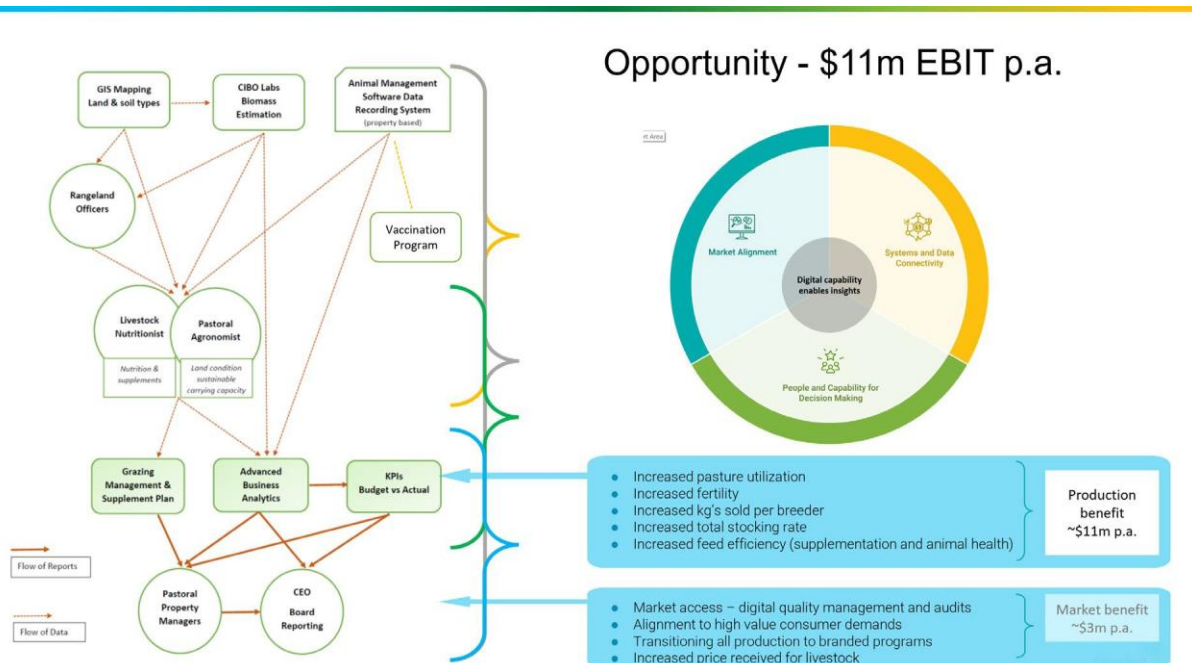 Opportunity - $11m EBIT p.a.
GIS Mapping
Land & soil types
CIBO Labs
Biomass
Estimation
Animal Management
Software Data
Recording System
(property based)
Rangeland
Officers
Vaccination
Program
Livestock
Nutritionist
Pastoral
Agronomist
Nutrition &
supplements
Land condition
sustainable
carrying capacity
Grazing
Management &
Supplement Plan
Advanced
Business
Analytics
KPIs
Budget vs Actual
Flow of Reports
Pastoral
Property
Managers
CEO
Board
Reporting
Flow of Data
rt Area
Market Alignment
Systems and Data
Connectivity
Digital capability
enables insights
People and Capability for
Decision Making
● Increased pasture utilization
● Increased fertility
● Increased kg's sold per breeder
● Increased total stocking rate
● Increased feed efficiency (supplementation and animal health)
Production
benefit
~$11m p.a.
● Market access – digital quality management and audits
● Alignment to high value consumer demands
● Transitioning all production to branded programs
● Increased price received for livestock
Market benefit
~$3m p.a.